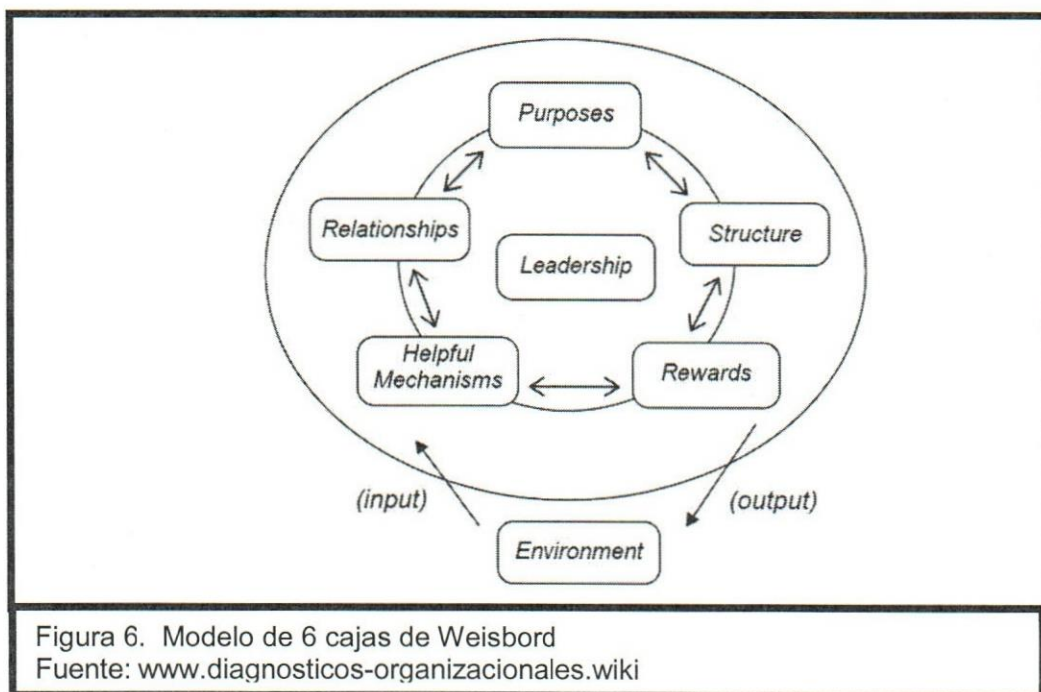 Purposes
Relationships
Structure
Leadership
Helpful
Mechanisms
Rewards
(input)
(output)
Environment
Figura 6. Modelo de 6 cajas de Weisbord
Fuente: www.diagnosticos-organizacionales.wiki